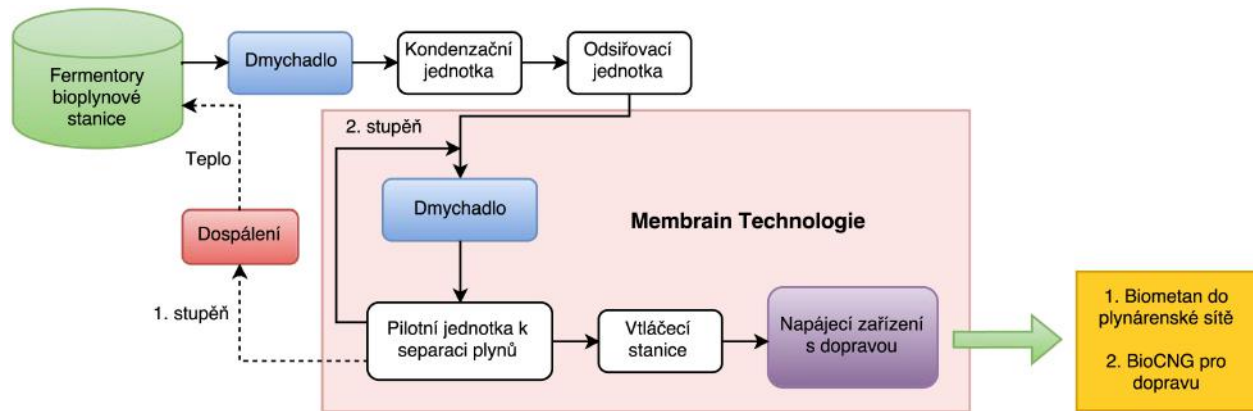 Fermentory
bioplynové
stanice
Dmychadlo
Kondenzační
jednotka
Odsiřovací
jednotka
2. stupěň
Teplo
Dmychadlo
Membrain Technologie
Dospálení
1. stupěň
Pilotní jednotka k
separaci plynů
Vtláčecí
stanice
Napájecí zařízení
s dopravou
1. Biometan do
plynárenské sítě
2. BioCNG pro
dopravu